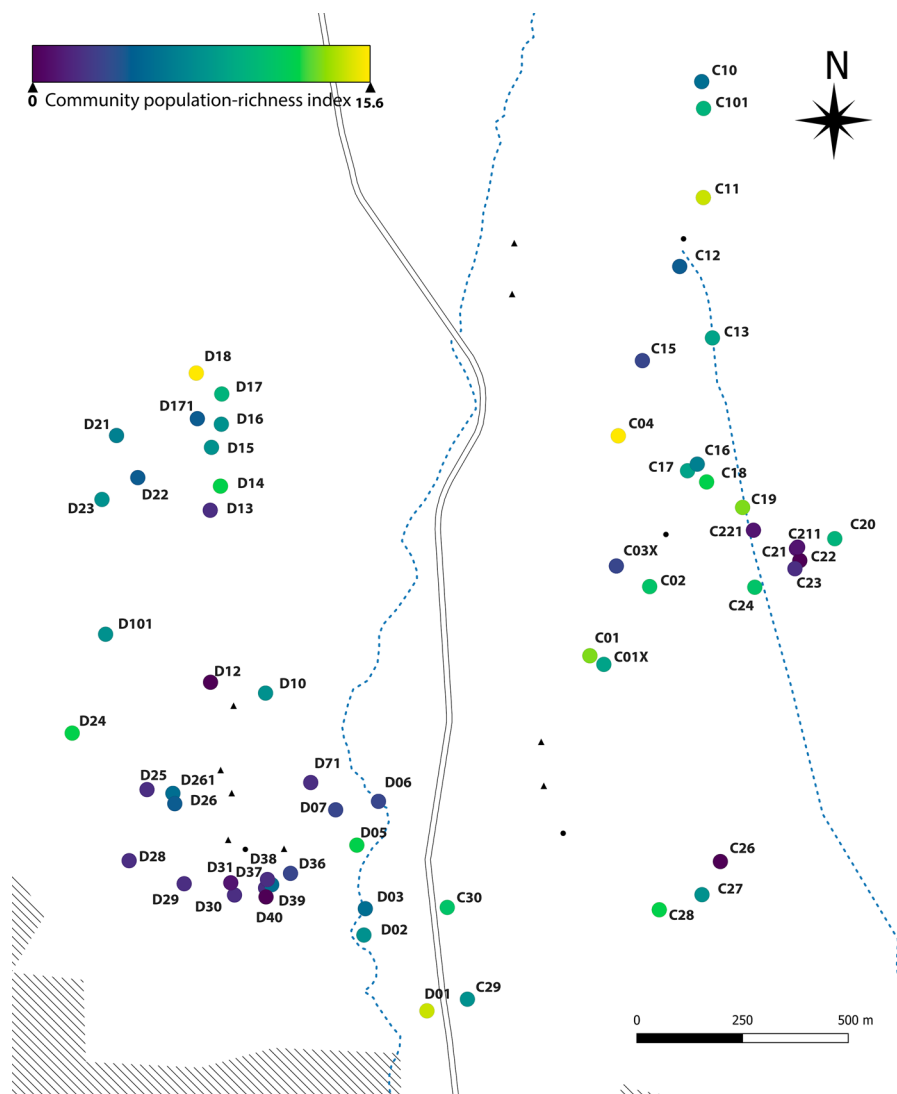 0 Community population-richness index 15.6
N
C10
C101
C11
C12
C13
C15
D18
D17
D171
D16
D21
D15
C04
C16
C17
C18
D22
D14
D23
D13
C19
C221
C211
C20
C21
C22
C03X
C23
C02
C24
D101
C01
C01X
D12
D10
D24
D71
D25
D261
D06
D26
D07
D05
D38
D28
D31
D37
D36
C26
D29
D30
D39
D40
D03
C30
C27
C28
D02
D01
C29
0 250 500 m